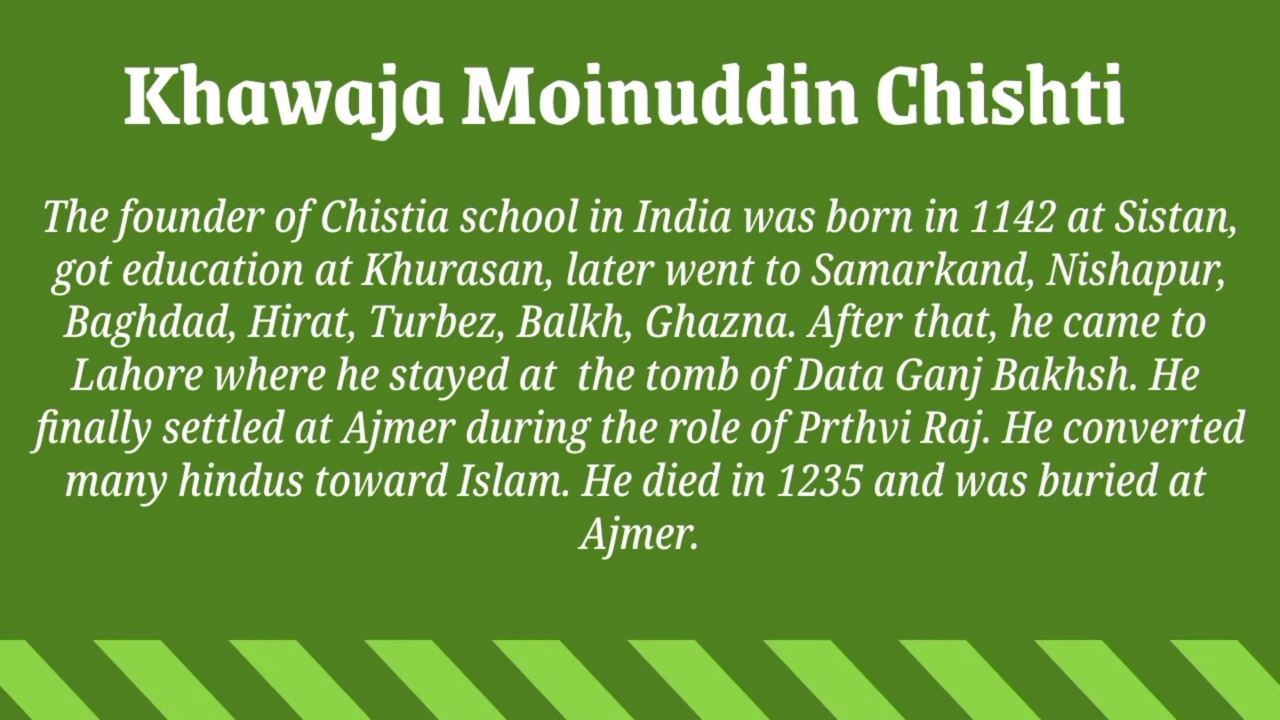 Khawaja Moinuddin Chishti
The founder of Chistia school in India was born in 1142 at Sistan,
got education at Khurasan, later went to Samarkand, Nishapur,
Baghdad, Hirat, Turbez, Balkh, Ghazna. After that, he came to
Lahore where he stayed at  the tomb of Data Ganj Bakhsh. He
finally settled at Ajmer during the role of Prthvi Raj. He converted
many hindus toward Islam. He died in 1235 and was buried at
Ajmer.